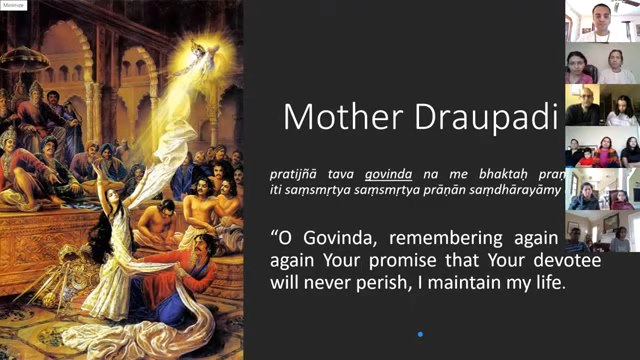 Mother Draupadi
pratijñā tava govinda na me bhaktaḥ
iti saṃsmṛtya saṃsmṛtya prāṇān saṃdhārayāmy
“O Govinda, remembering again
again Your promise that Your devotee
will never perish, I maintain my life.